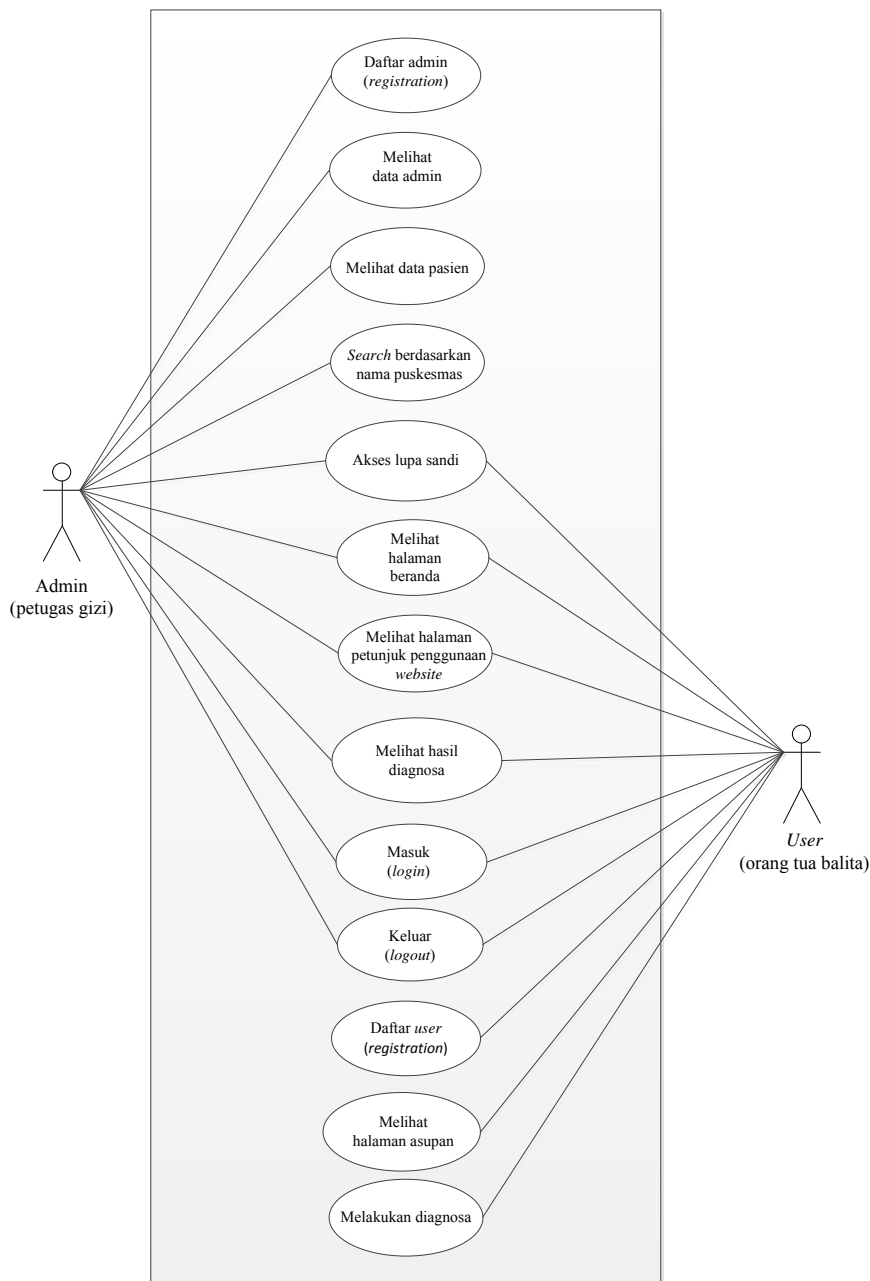 Daftar admin
(registration)
Melihat
data admin
Melihat data pasien
Search berdasarkan
nama puskesmas
Akses lupa sandi
Admin
(petugas gizi)
Melihat
halaman
beranda
Melihat halaman
petunjuk penggunaan
website
Melihat hasil
diagnosa
User
(orang tua balita)
Masuk
(login)
Keluar
(logout)
Daftar user
(registration)
Melihat
halaman asupan
Melakukan diagnosa